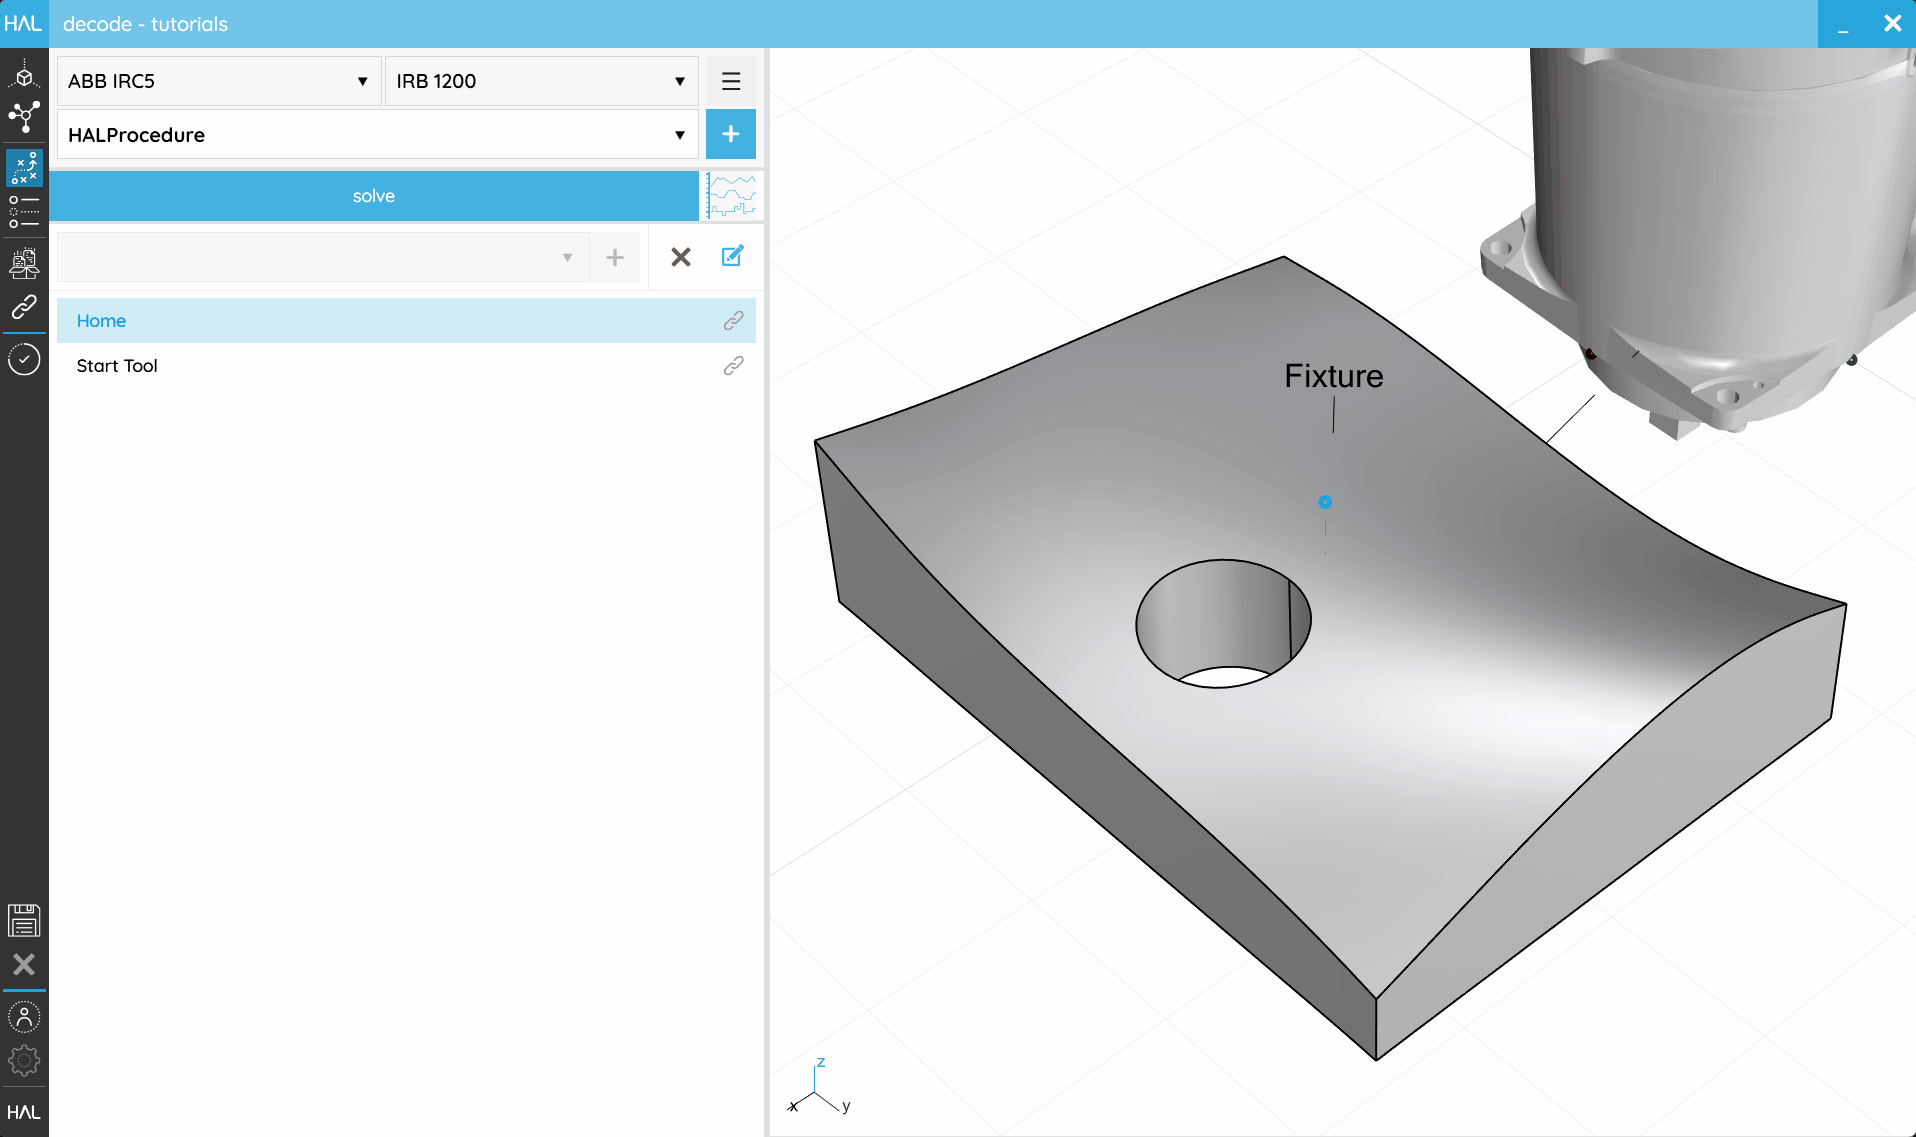 HAL decode - tutorials
ABB IRC5
IRB 1200
HALProcedure
solve
Home
Start Tool
Fixture
z
x
y
HAL